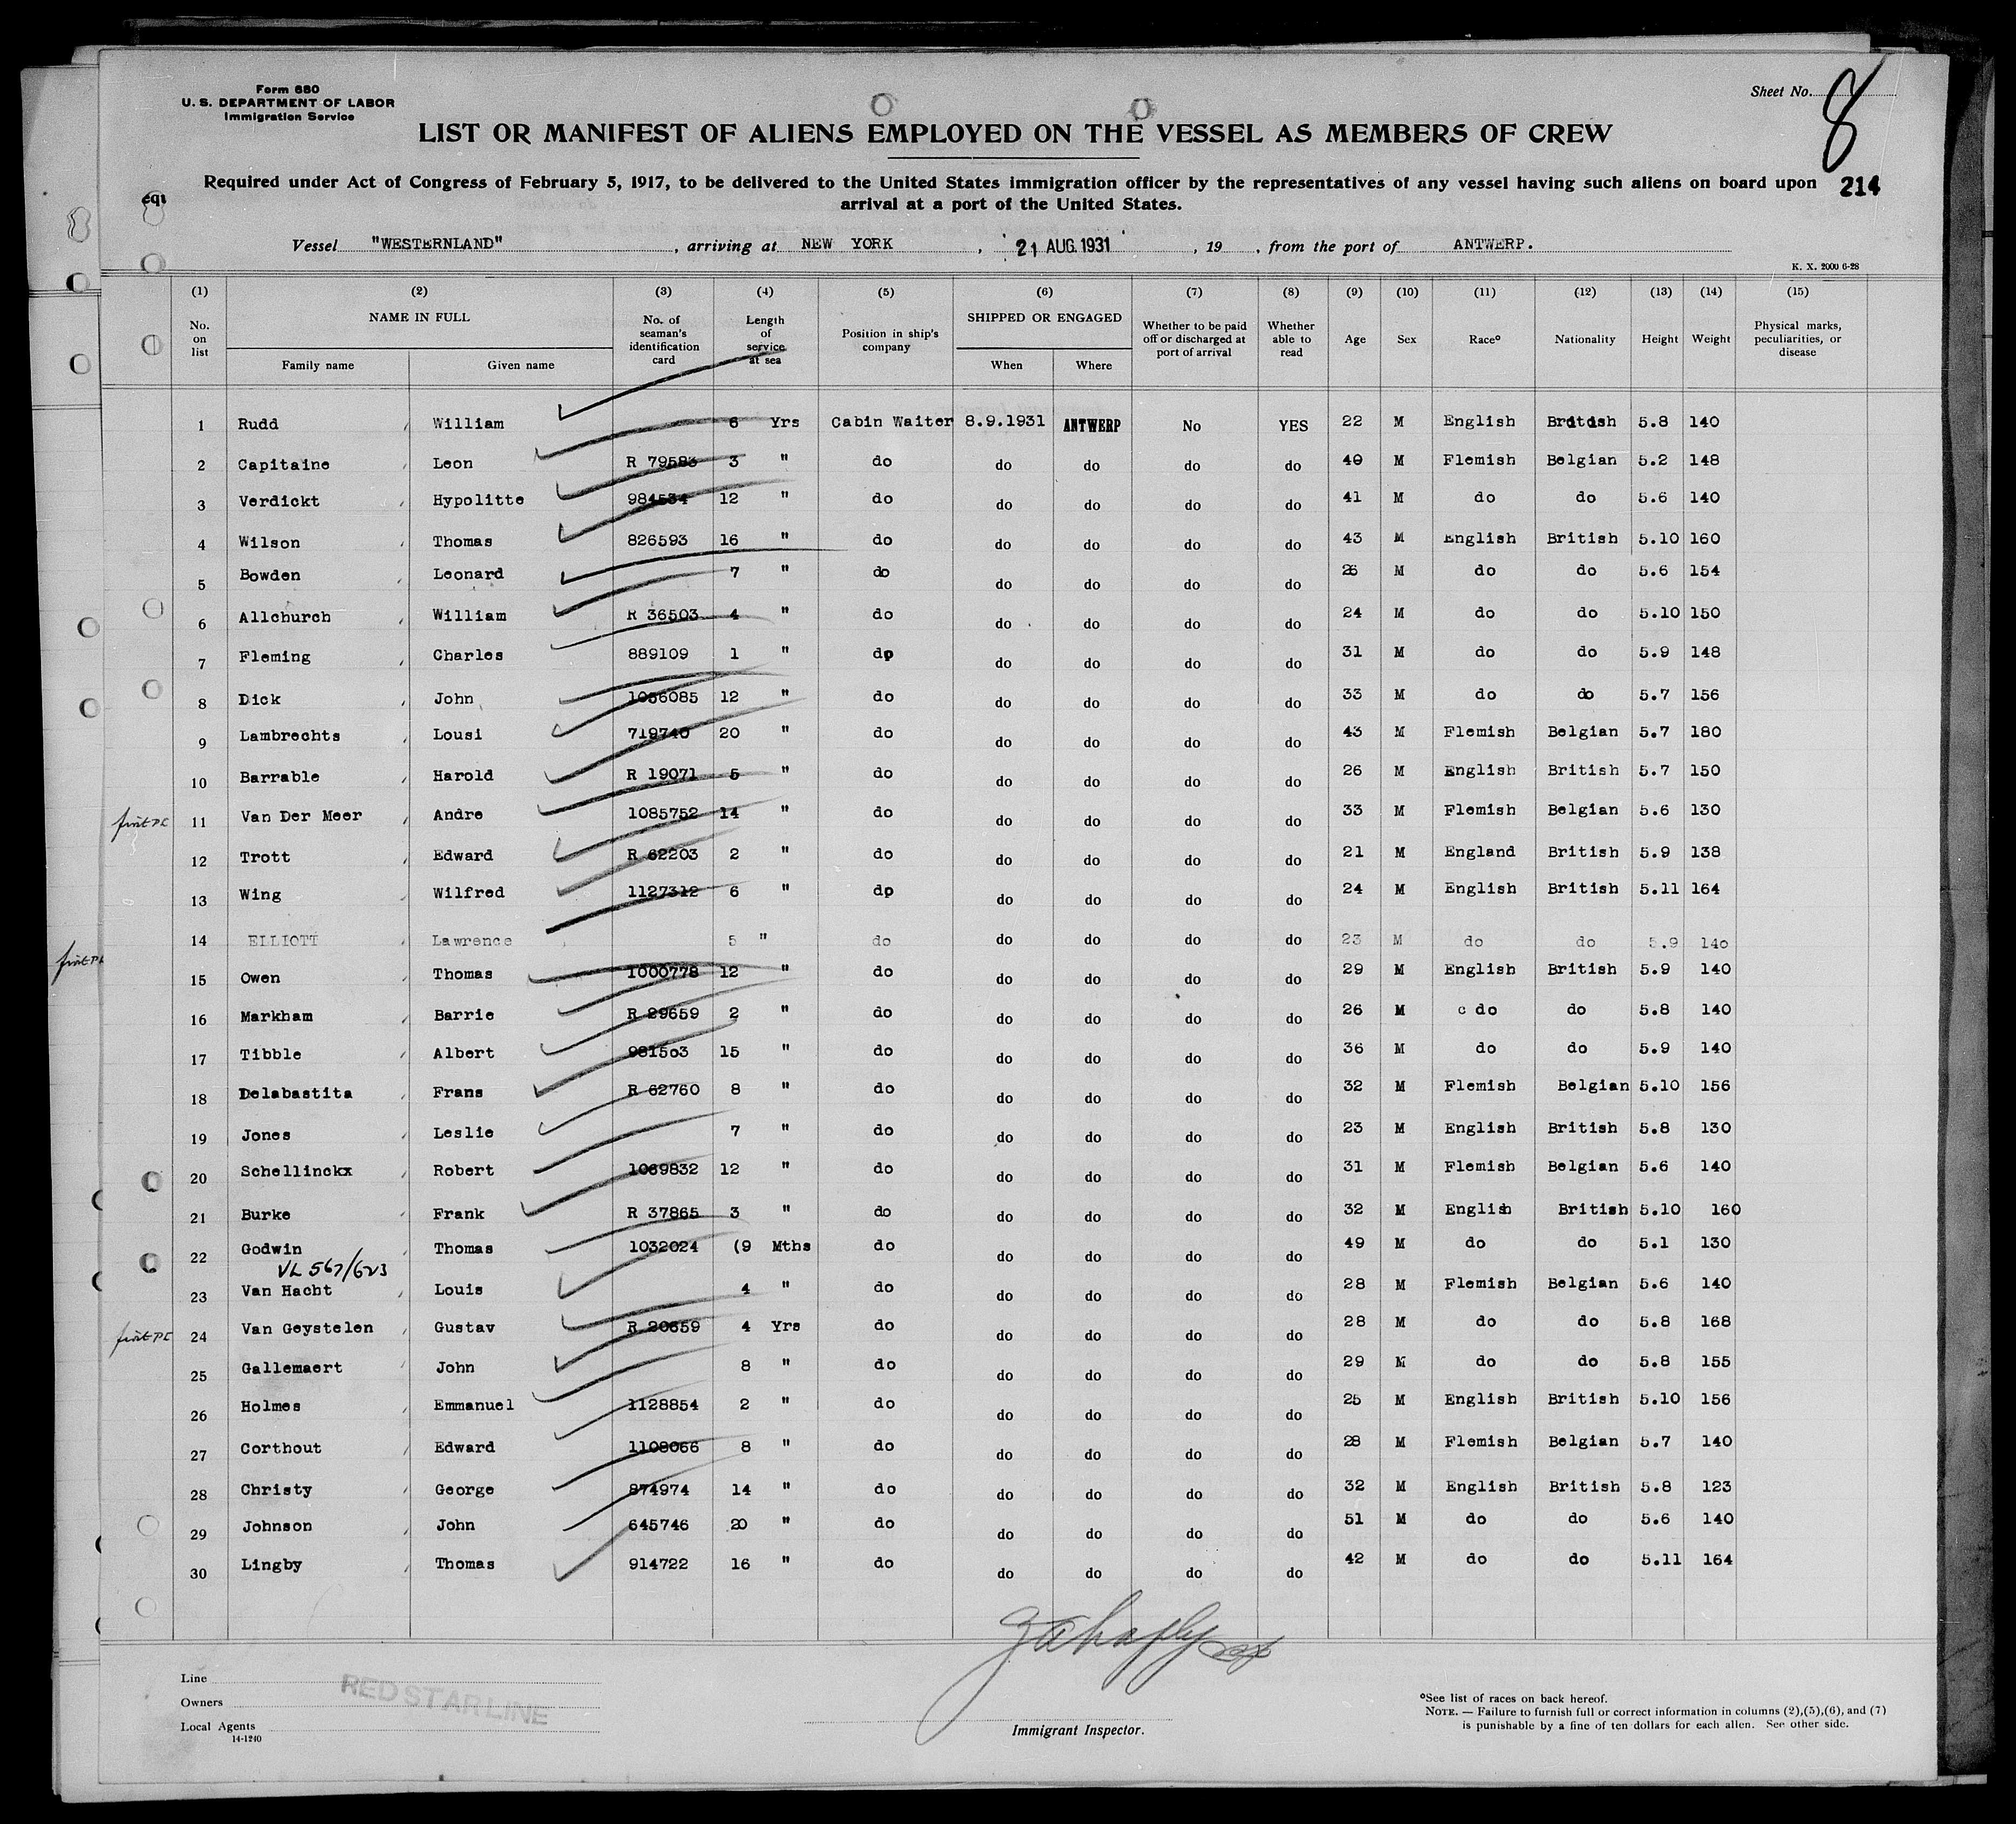 Form 680
U. S. DEPARTMENT OF LABOR
Immigration Service
Sheet No. 8
LIST OR MANIFEST OF ALIENS EMPLOYED ON THE VESSEL AS MEMBERS OF CREW
Required under Act of Congress of February 5, 1917, to be delivered to the United States immigration officer by the representatives of any vessel having such aliens on board upon 214
arrival at a port of the United States.
Vessel "WESTERNLAND", arriving at NEW YORK, 21 AUG. 1931, 19 , from the port of ANTWERP.
K. X. 2000 6-28
(1) (2) (3) (4) (5) (6) (7) (8) (9) (10) (11) (12) (13) (14) (15)
No. on list NAME IN FULL Family name Given name No. of seaman's identification card Length of service at sea Position in ship's company SHIPPED OR ENGAGED When Where Whether to be paid off or discharged at port of arrival Whether able to read Age Sex Race° Nationality Height Weight Physical marks, peculiarities, or disease
1 Rudd William 6 Yrs Cabin Waiter 8.9.1931 ANTWERP No YES 22 M English British 5.8 140
2 Capitaine Leon R 79583 3 " do do do do do 40 M Flemish Belgian 5.2 148
3 Verdickt Hypolitte 984534 12 " do do do do do 41 M do do 5.6 140
4 Wilson Thomas 826593 16 " do do do do do 43 M English British 5.10 160
5 Bowden Leonard 7 " do do do do do 26 M do do 5.6 154
6 Allchurch William R 36503 4 " do do do do do 24 M do do 5.10 150
7 Fleming Charles 889109 1 " dp do do do do 31 M do do 5.9 148
8 Dick John 1036085 12 " do do do do do 33 M do do 5.7 156
9 Lambrechts Lousi 719740 20 " do do do do do 43 M Flemish Belgian 5.7 180
10 Barrable Harold R 19071 5 " do do do do do 26 M English British 5.7 150
11 Van Der Meer Andre 1085752 14 " do do do do do 33 M Flemish Belgian 5.6 130
12 Trott Edward R 62203 2 " do do do do do 21 M England British 5.9 138
13 Wing Wilfred 1127312 6 " dp do do do do 24 M English British 5.11 164
14 ELLIOTT Lawrence 5 " do do do do do 23 M do do 5.9 140
15 Owen Thomas 1000778 12 " do do do do do 29 M English British 5.9 140
16 Markham Barrie R 29659 2 " do do do do do 26 M c do do 5.8 140
17 Tibble Albert 981503 15 " do do do do do 36 M do do 5.9 140
18 Delabastita Frans R 62760 8 " do do do do do 32 M Flemish Belgian 5.10 156
19 Jones Leslie 7 " do do do do do 23 M English British 5.8 130
20 Schellinckx Robert 1069832 12 " do do do do do 31 M Flemish Belgian 5.6 140
21 Burke Frank R 37865 3 " do do do do do 32 M English British 5.10 160
22 Godwin Thomas 1032024 (9 Mths do do do do do 49 M do do 5.1 130
VL 567/623
23 Van Hacht Louis 4 " do do do do do 28 M Flemish Belgian 5.6 140
24 Van Geystelen Gustav R 20659 4 Yrs do do do do do 28 M do do 5.8 168
25 Gallemaert John 8 " do do do do do 29 M do do 5.8 155
26 Holmes Emmanuel 1128854 2 " do do do do do 25 M English British 5.10 156
27 Corthout Edward 1108066 8 " do do do do do 28 M Flemish Belgian 5.7 140
28 Christy George 874974 14 " do do do do do 32 M English British 5.8 123
29 Johnson John 645746 20 " do do do do do 51 M do do 5.6 140
30 Lingby Thomas 914722 16 " do do do do do 42 M do do 5.11 164
Line
Owners RED STAR LINE
Local Agents
14-1240
Immigrant Inspector.
°See list of races on back hereof.
NOTE. — Failure to furnish full or correct information in columns (2),(5),(6), and (7)
is punishable by a fine of ten dollars for each alien. See other side.